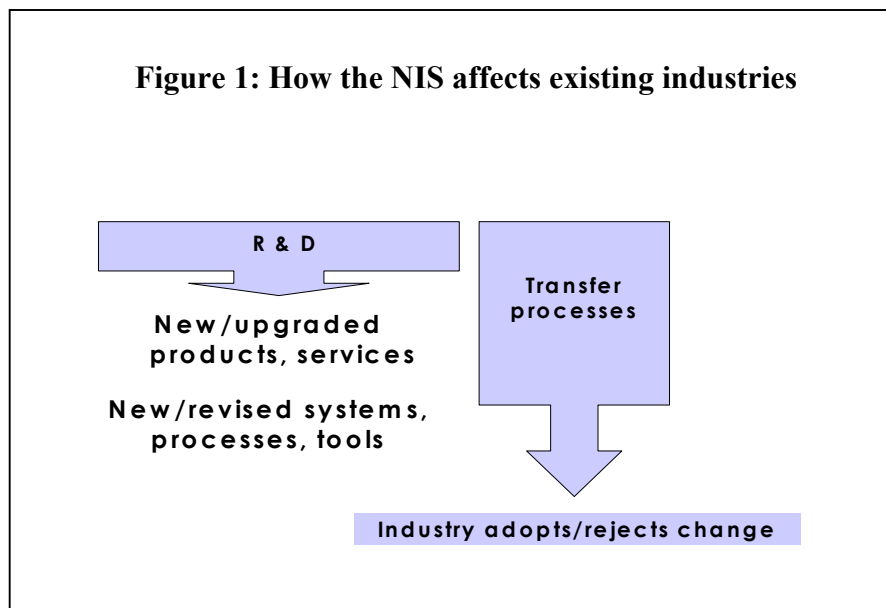 Figure 1: How the NIS affects existing industries
R & D
New/upgraded
products, services
New/revised systems,
processes, tools
Transfer
processes
Industry adopts/rejects change